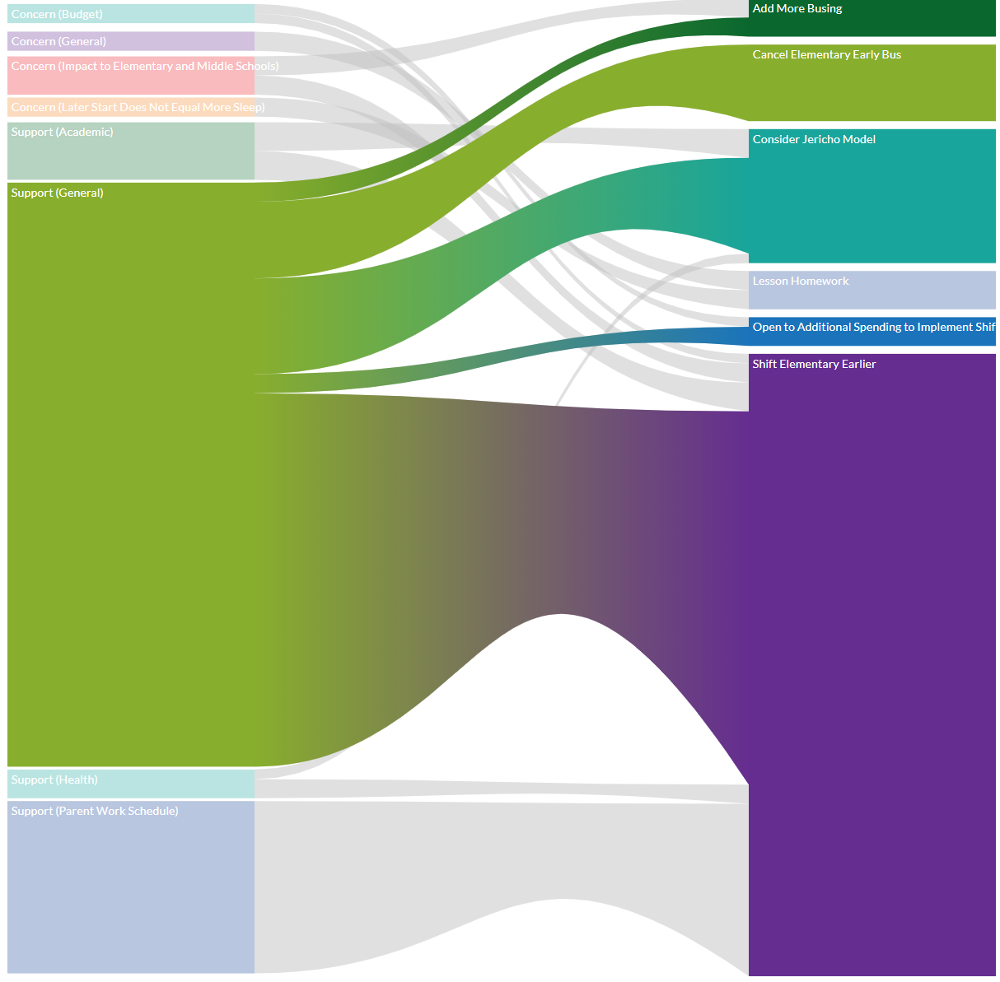 Concern (Budget)
Concern (General)
Concern (Impact to Elementary and Middle Schools)
Concern (Later Start Does Not Equal More Sleep)
Support (Academic)
Support (General)
Support (Health)
Support (Parent Work Schedule)
Add More Busing
Cancel Elementary Early Bus
Consider Jericho Model
Lesson Homework
Open to Additional Spending to Implement Shif
Shift Elementary Earlier